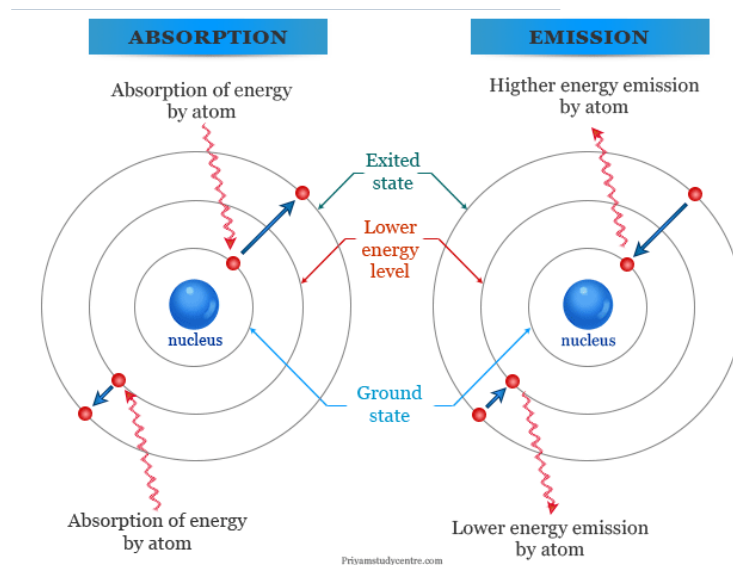 ABSORPTION
EMISSION
Absorption of energy
by atom
Higther energy emission
by atom
Exited
state
Lower
energy
level
nucleus
nucleus
Ground
state
Absorption of energy
by atom
Lower energy emission
by atom
Priyamstudycentre.com